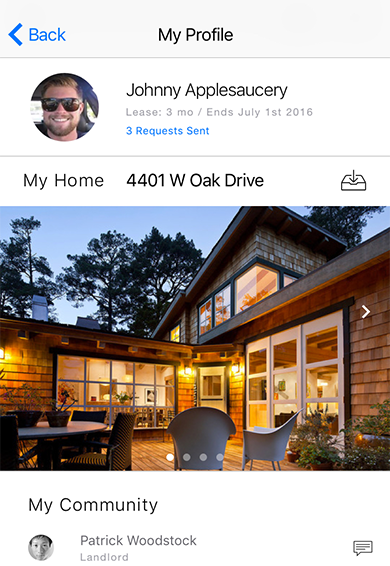 Back My Profile
Johnny Applesaucery
Lease: 3 mo / Ends July 1st 2016
3 Requests Sent
My Home 4401 W Oak Drive
My Community
Patrick Woodstock
Landlord